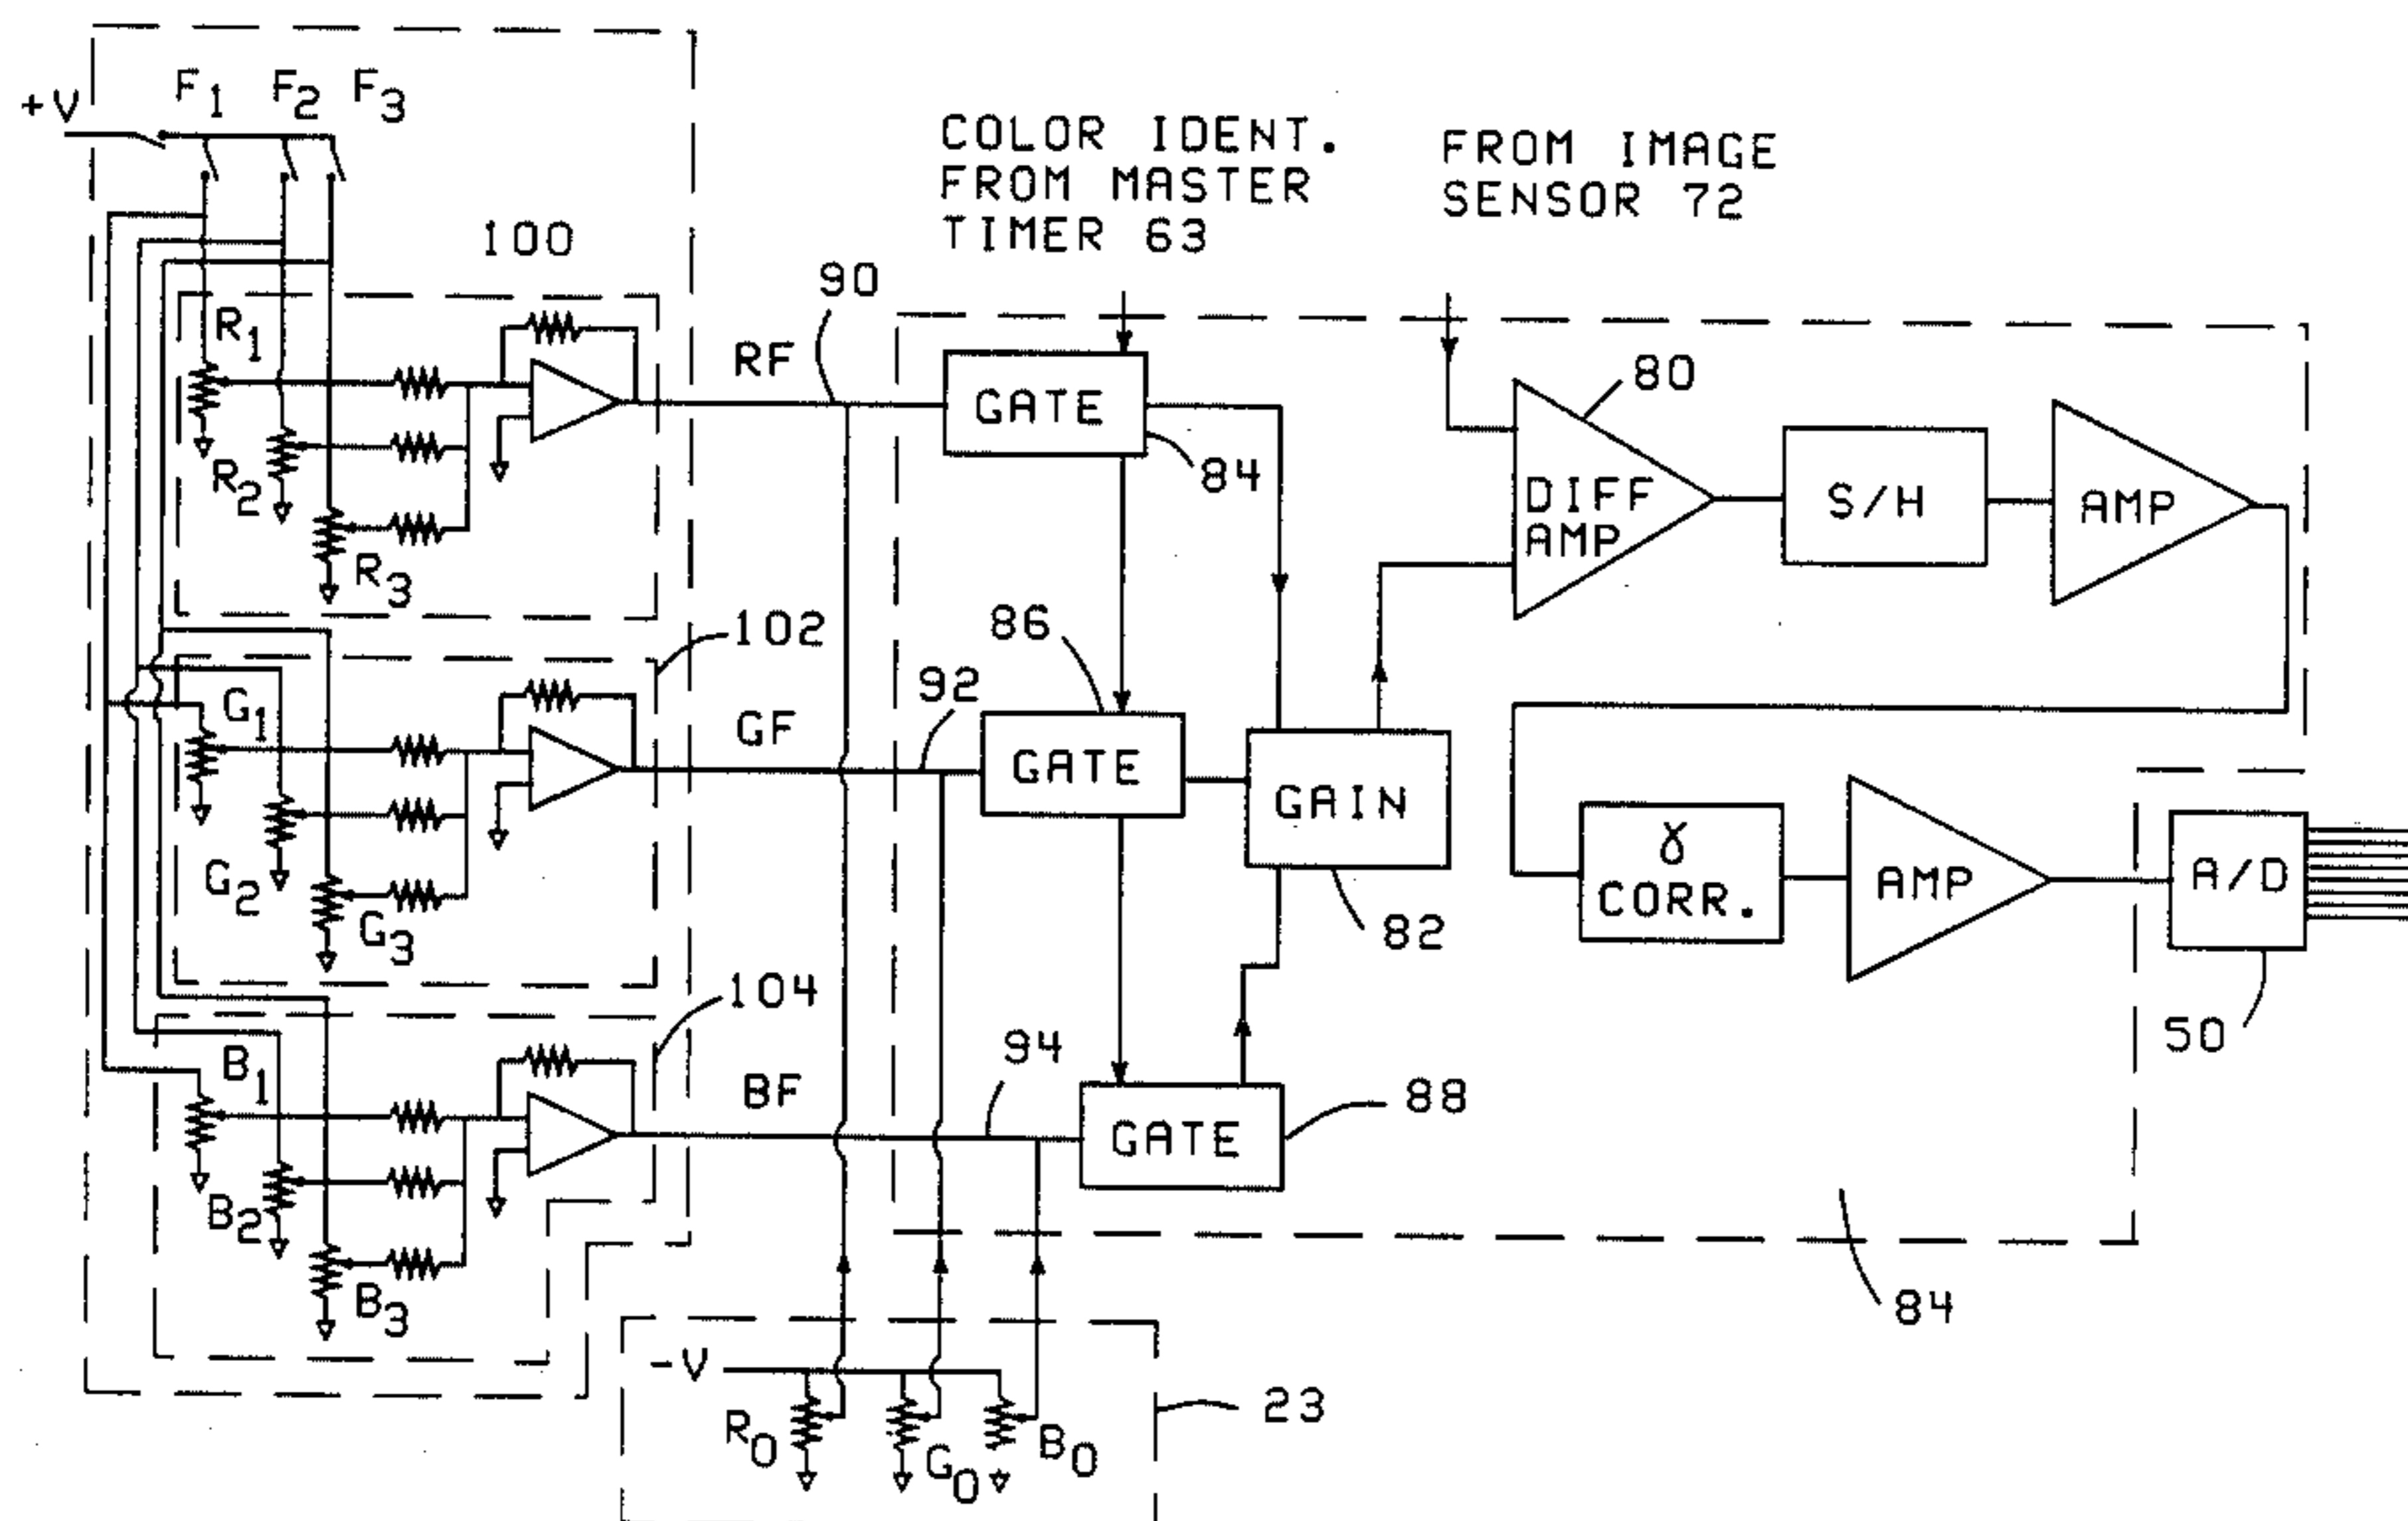 +V
F1 F2 F3
COLOR IDENT.
FROM MASTER
TIMER 63
FROM IMAGE
SENSOR 72
100
90
R1
RF
GATE
80
84
R2
DIFF
AMP
S/H
AMP
R3
102
86
92
G1
GF
GATE
GAIN
γ
CORR.
AMP
A/D
G2
G3
82
104
50
94
B1
BF
GATE
88
B2
B3
84
-V
23
R0
G0
B0